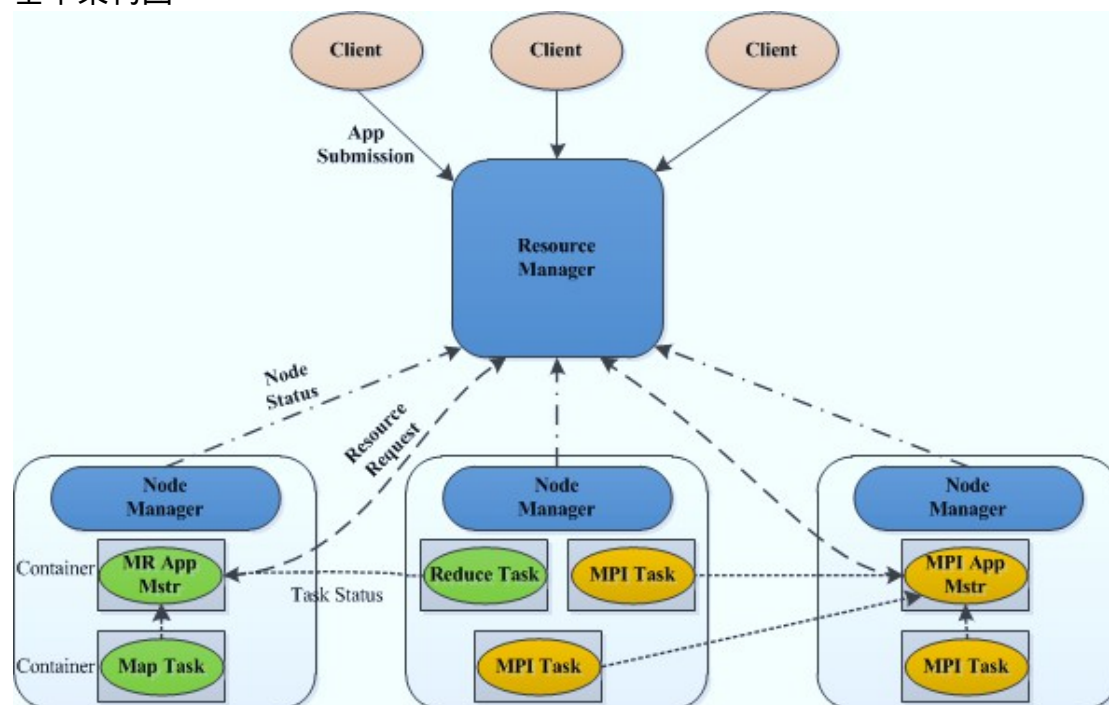 Client
Client
Client
App
Submission
Resource
Manager
Node
Status
Resource
Request
Node
Manager
Node
Manager
Node
Manager
Container
MR App
Mstr
Reduce Task
MPI Task
MPI App
Mstr
Task Status
Container
Map Task
MPI Task
MPI Task